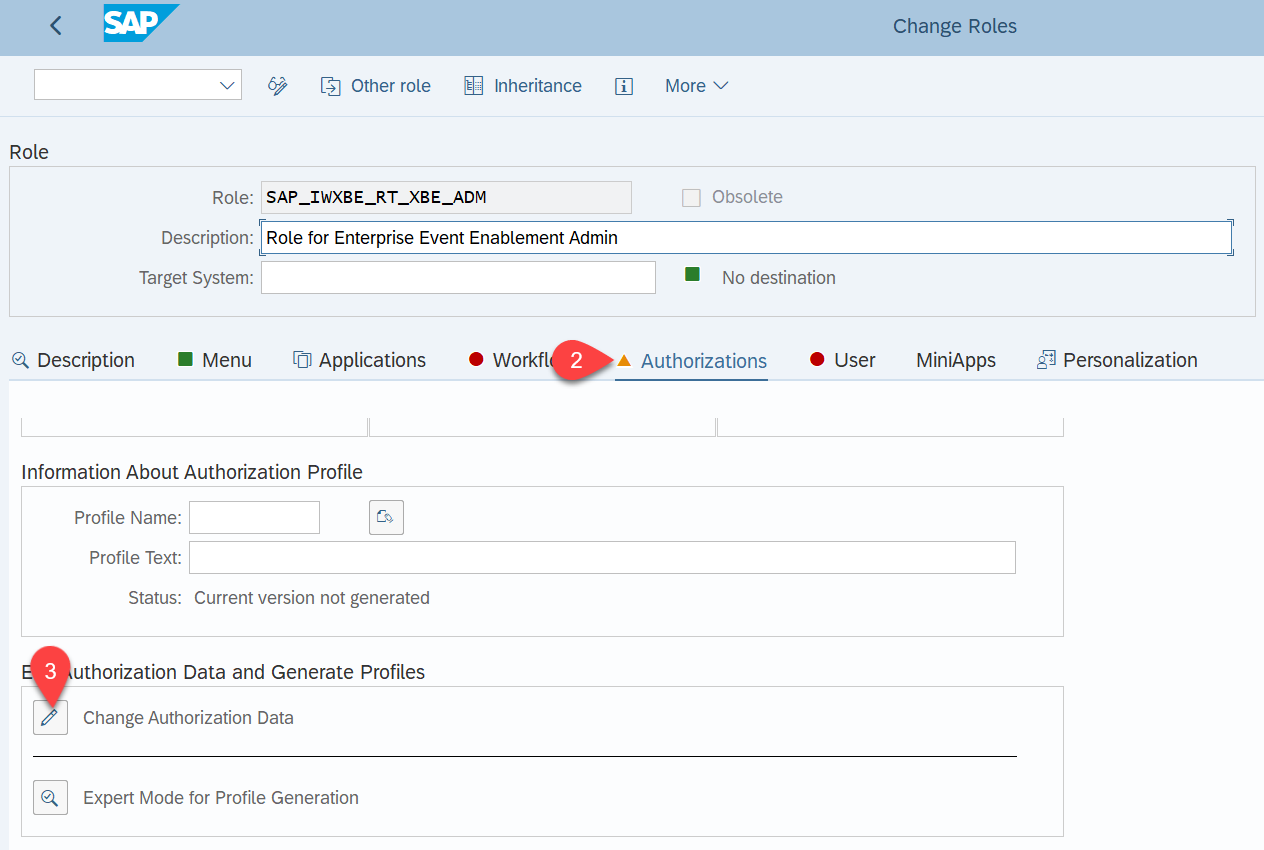 SAP Change Roles
Other role Inheritance More
Role
Role: SAP_IWXBE_RT_XBE_ADM Obsolete
Description: Role for Enterprise Event Enablement Admin
Target System: No destination
Description Menu Applications 2 Authorizations User MiniApps Personalization
Information About Authorization Profile
Profile Name:
Profile Text:
Status: Current version not generated
3 Authorization Data and Generate Profiles
Change Authorization Data
Expert Mode for Profile Generation